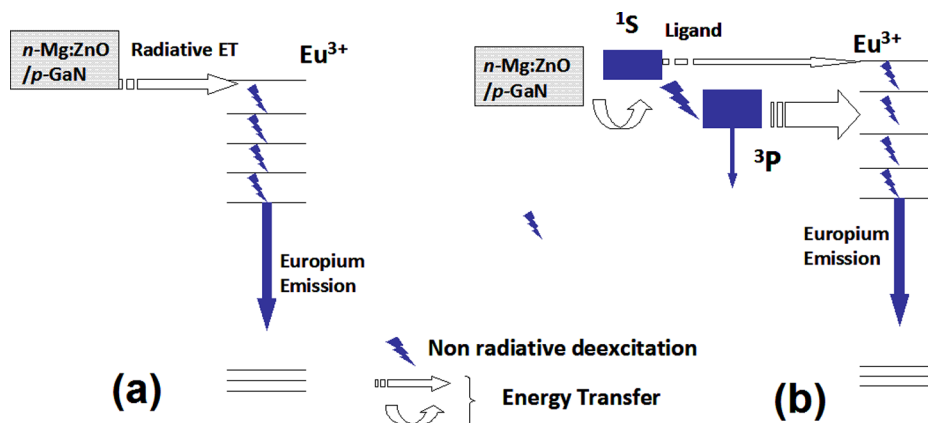 n-Mg:ZnO
/p-GaN
Radiative ET
Eu³⁺
Europium
Emission
(a)
¹S
Ligand
Eu³⁺
n-Mg:ZnO
/p-GaN
³P
Europium
Emission
(b)
Non radiative deexcitation
Energy Transfer